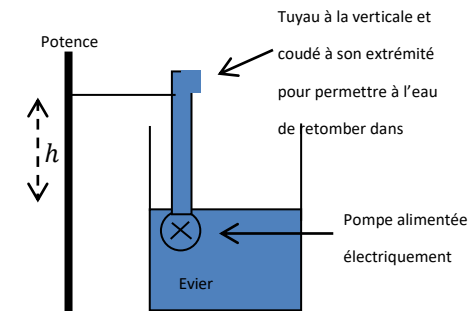 Tuyau à la verticale et
coudé à son extrémité
pour permettre à l'eau
de retomber dans
Potence
h
Pompe alimentée
électriquement
Evier